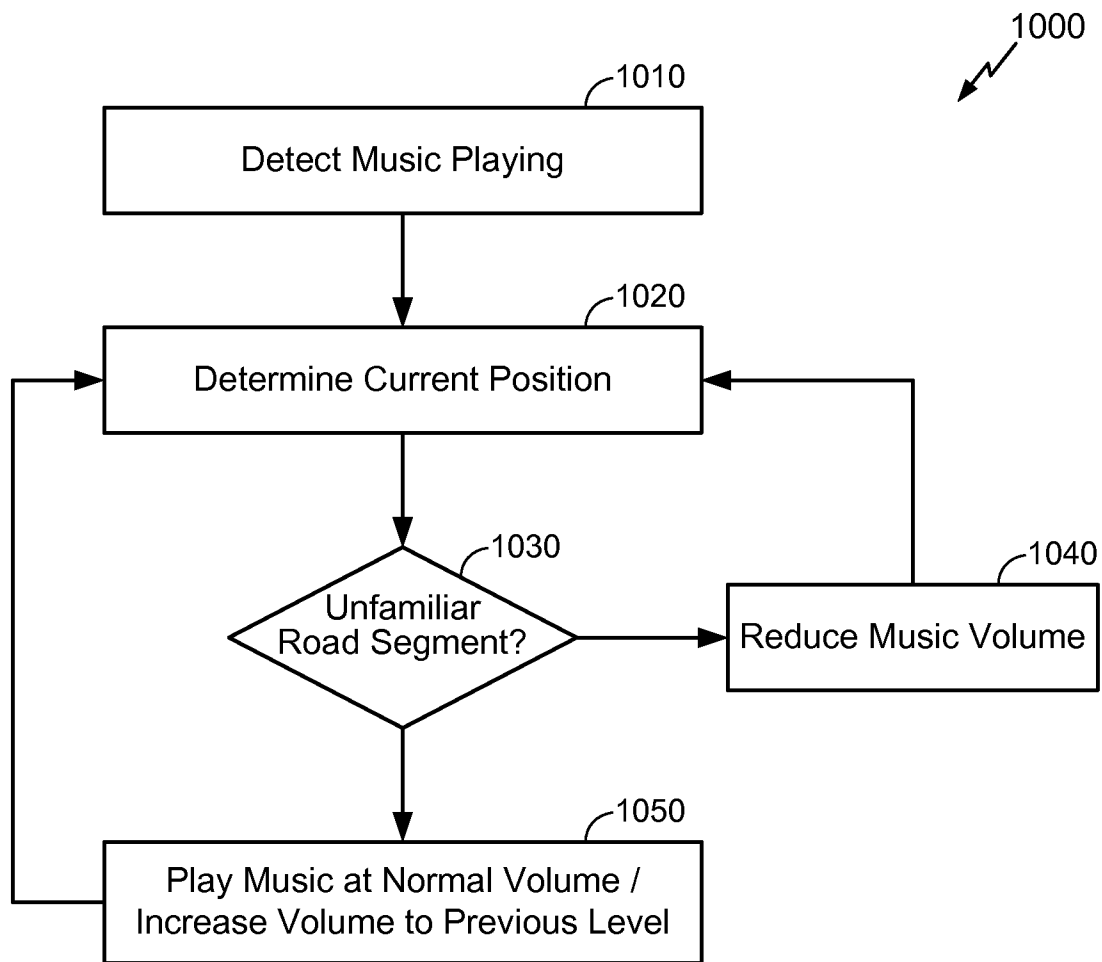 1000
1010
Detect Music Playing
1020
Determine Current Position
1030
Unfamiliar
Road Segment?
1040
Reduce Music Volume
1050
Play Music at Normal Volume /
Increase Volume to Previous Level